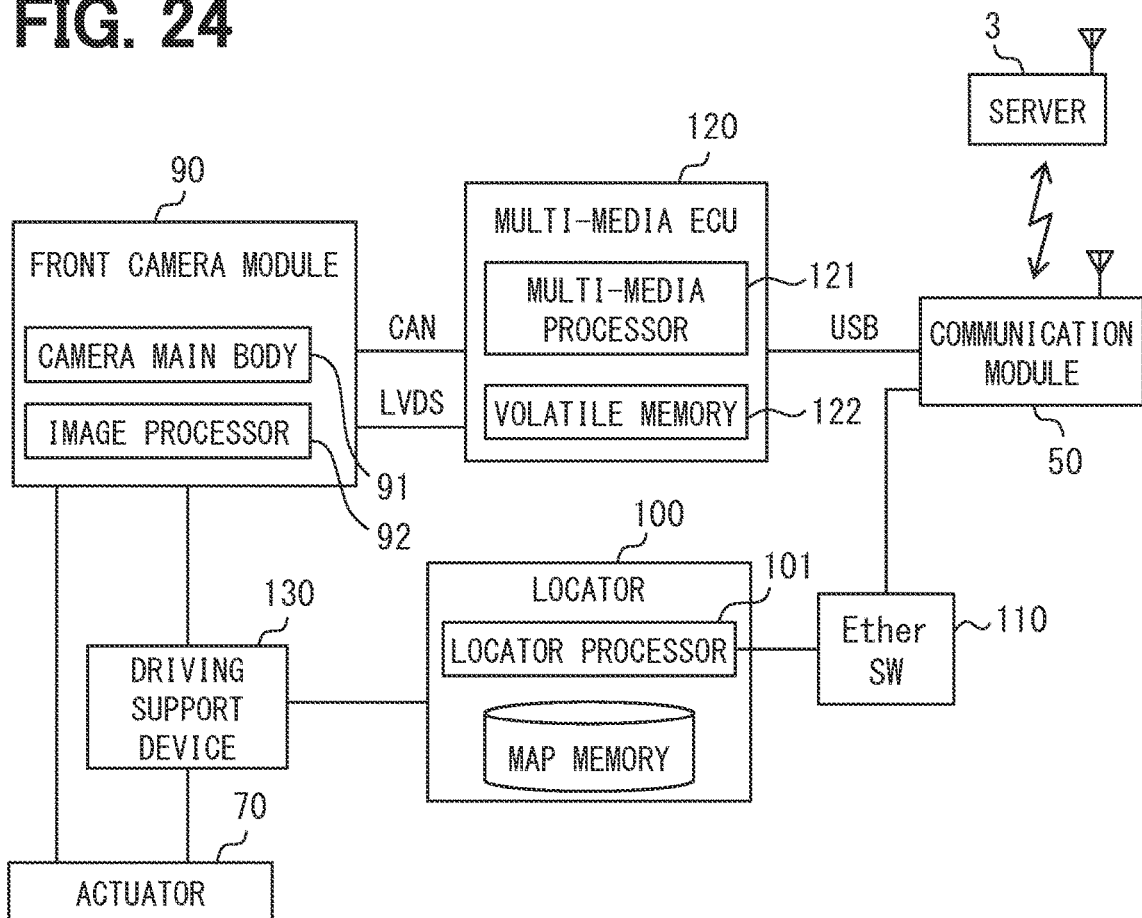 FIG. 24
3
SERVER
120
90
MULTI-MEDIA ECU
FRONT CAMERA MODULE
MULTI-MEDIA
PROCESSOR
121
CAN
USB
COMMUNICATION
MODULE
CAMERA MAIN BODY
LVDS
VOLATILE MEMORY
122
IMAGE PROCESSOR
50
91
92
100
101
LOCATOR
130
LOCATOR PROCESSOR
Ether
SW
110
DRIVING
SUPPORT
DEVICE
MAP MEMORY
70
ACTUATOR